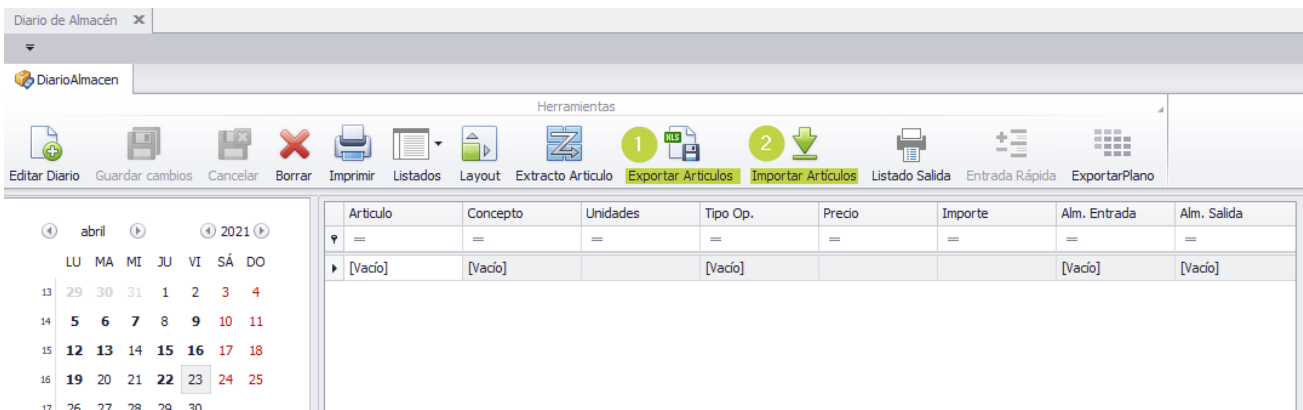 Diario de Almacén
DiarioAlmacen
Herramientas
1 XLS 2
Editar Diario Guardar cambios Cancelar Borrar Imprimir Listados Layout Extracto Articulo Exportar Articulos Importar Artículos Listado Salida Entrada Rápida ExportarPlano
Articulo Concepto Unidades Tipo Op. Precio Importe Alm. Entrada Alm. Salida
abril 2021
= = = = = = = =
LU MA MI JU VI SÁ DO
[Vacío] [Vacío] [Vacío] [Vacío] [Vacío]
13 29 30 31 1 2 3 4
14 5 6 7 8 9 10 11
15 12 13 14 15 16 17 18
16 19 20 21 22 23 24 25
17 26 27 28 29 30